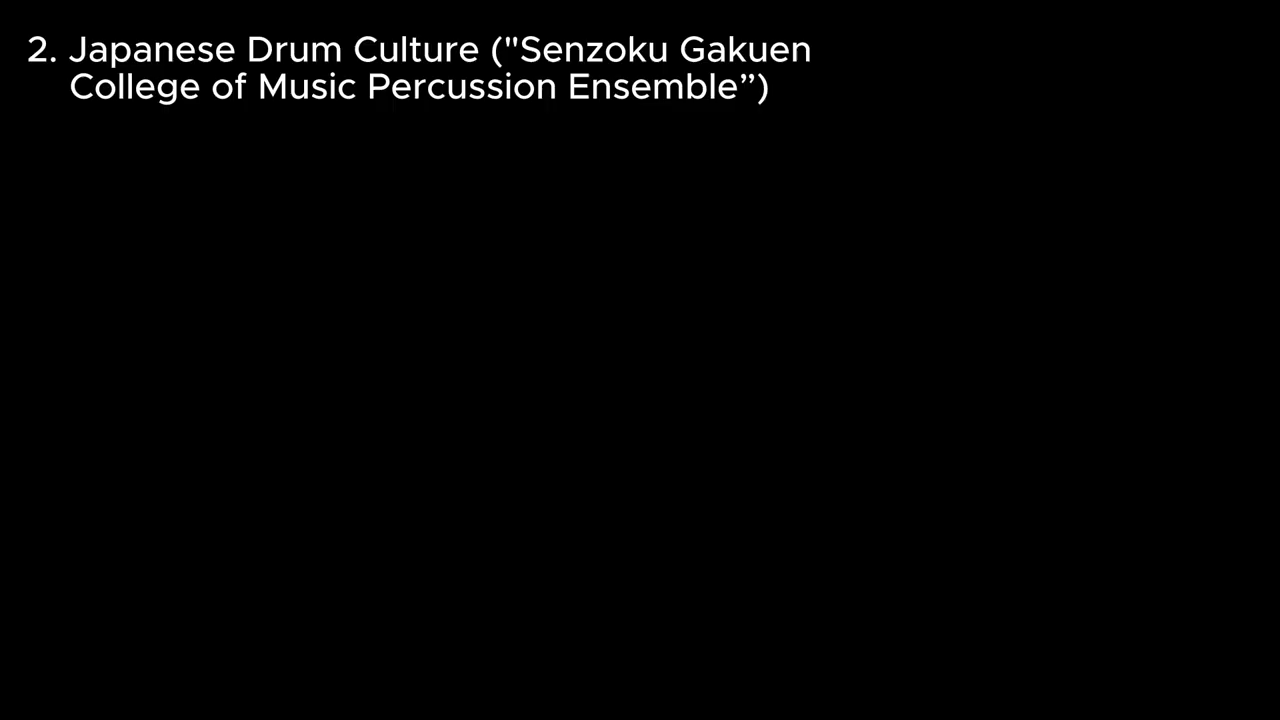 2. Japanese Drum Culture ("Senzoku Gakuen
College of Music Percussion Ensemble”)